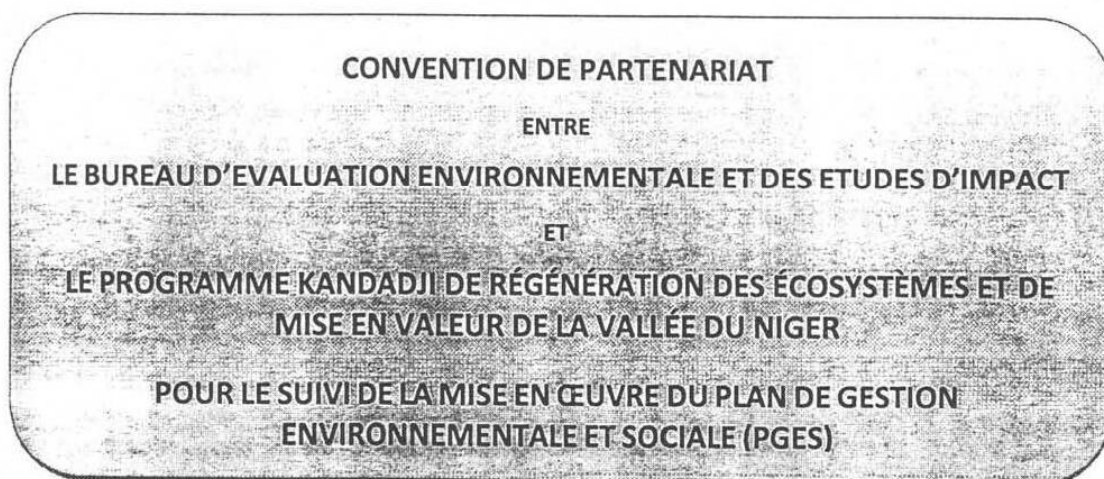 CONVENTION DE PARTENARIAT
ENTRE
LE BUREAU D'EVALUATION ENVIRONNEMENTALE ET DES ETUDES D'IMPACT
ET
LE PROGRAMME KANDADJI DE RÉGÉNÉRATION DES ÉCOSYSTÈMES ET DE
MISE EN VALEUR DE LA VALLÉE DU NIGER
POUR LE SUIVI DE LA MISE EN ŒUVRE DU PLAN DE GESTION
ENVIRONNEMENTALE ET SOCIALE (PGES)